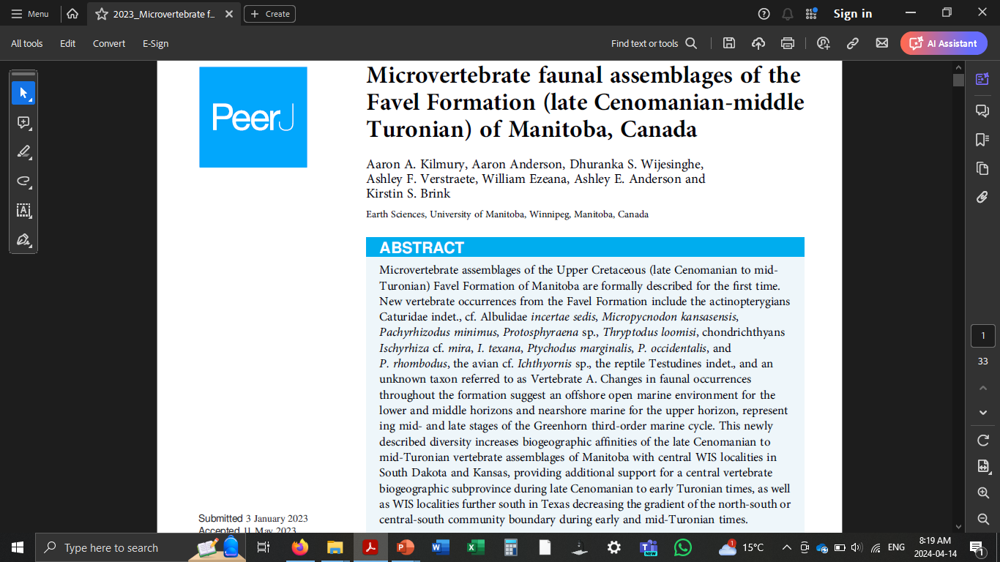 Menu
2023_Microvertebrate f...
Create
Sign in
All tools
Edit
Convert
E-Sign
Find text or tools
AI Assistant
PeerJ
Microvertebrate faunal assemblages of the
Favel Formation (late Cenomanian-middle
Turonian) of Manitoba, Canada
Aaron A. Kilmury, Aaron Anderson, Dhuranka S. Wijesinghe,
Ashley F. Verstraete, William Ezeana, Ashley E. Anderson and
Kirstin S. Brink
Earth Sciences, University of Manitoba, Winnipeg, Manitoba, Canada
ABSTRACT
Microvertebrate assemblages of the Upper Cretaceous (late Cenomanian to mid-
Turonian) Favel Formation of Manitoba are formally described for the first time.
New vertebrate occurrences from the Favel Formation include the actinopterygians
Caturidae indet., cf. Albulidae incertae sedis, Micropycnodon kansasensis,
Pachyrhizodus minimus, Protosphyraena sp., Thryptodus loomisi, chondrichthyans
Ischyrhiza cf. mira, I. texana, Ptychodus marginalis, P. occidentalis, and
P. rhombodus, the avian cf. Ichthyornis sp., the reptile Testudines indet., and an
unknown taxon referred to as Vertebrate A. Changes in faunal occurrences
throughout the formation suggest an offshore open marine environment for the
lower and middle horizons and nearshore marine for the upper horizon, represent
ing mid- and late stages of the Greenhorn third-order marine cycle. This newly
described diversity increases biogeographic affinities of the late Cenomanian to
mid-Turonian vertebrate assemblages of Manitoba with central WIS localities in
South Dakota and Kansas, providing additional support for a central vertebrate
biogeographic subprovince during late Cenomanian to early Turonian times, as well
as WIS localities further south in Texas decreasing the gradient of the north-south or
central-south community boundary during early and mid-Turonian times.
Submitted 3 January 2023
Accepted 11 May 2023
1
33
Type here to search
15°C
ENG
8:19 AM
2024-04-14